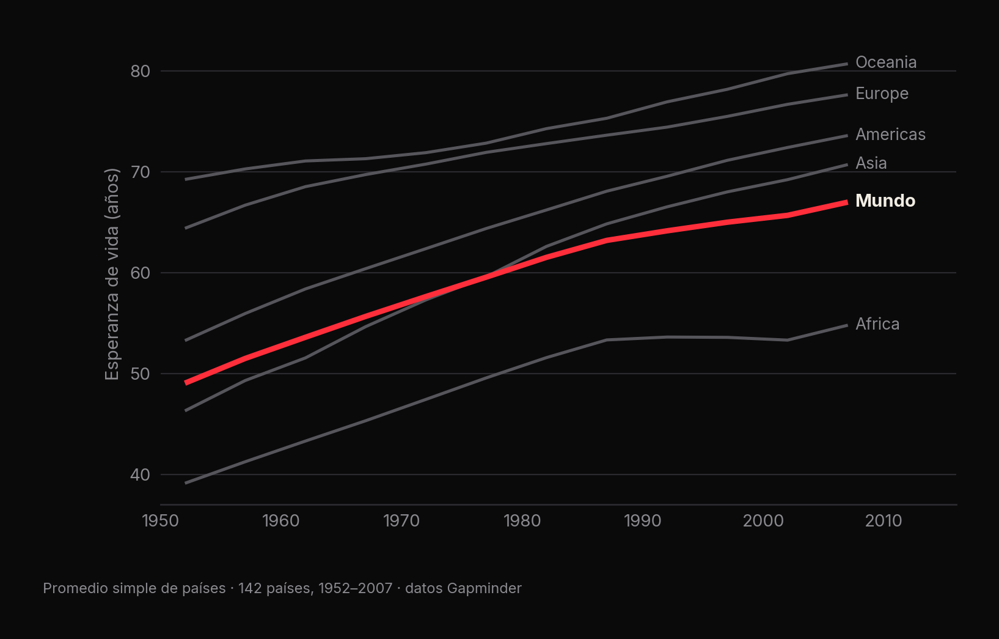 Oceania
80
Europe
Americas
Asia
70
Mundo
Esperanza de vida (años)
60
Africa
50
40
1950 1960 1970 1980 1990 2000 2010
Promedio simple de países · 142 países, 1952–2007 · datos Gapminder